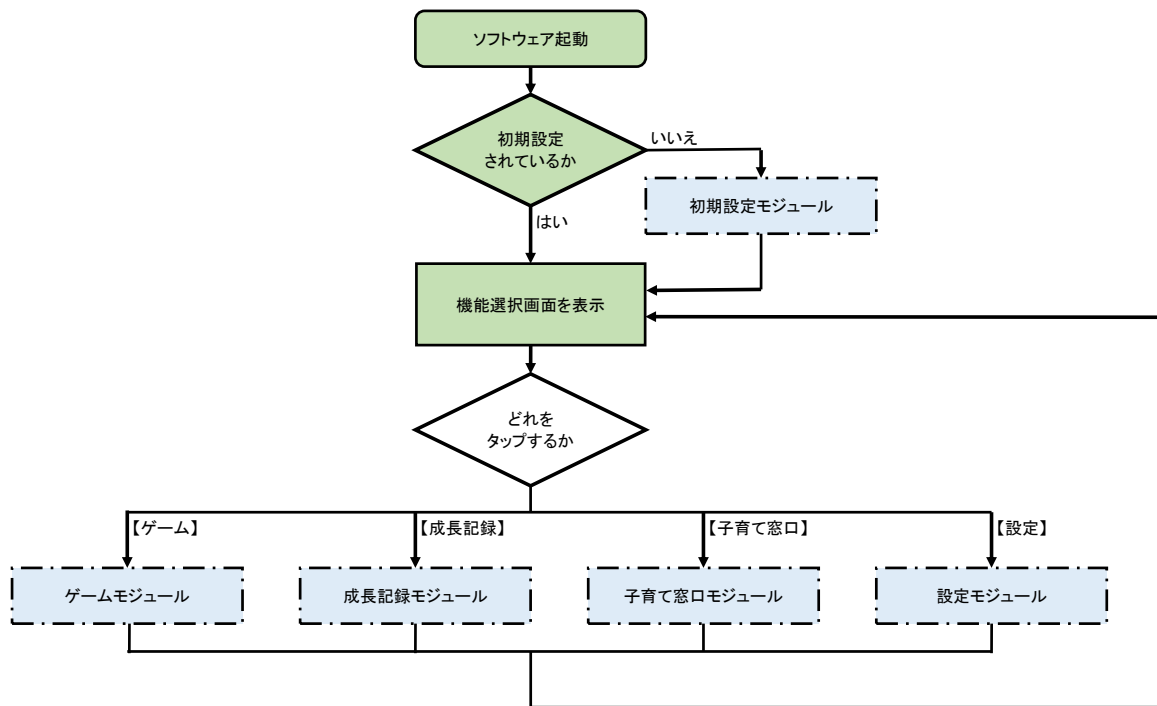 ソフトウェア起動
初期設定
されているか
いいえ
初期設定モジュール
はい
機能選択画面を表示
どれを
タップするか
【ゲーム】
【成長記録】
【子育て窓口】
【設定】
ゲームモジュール
成長記録モジュール
子育て窓口モジュール
設定モジュール